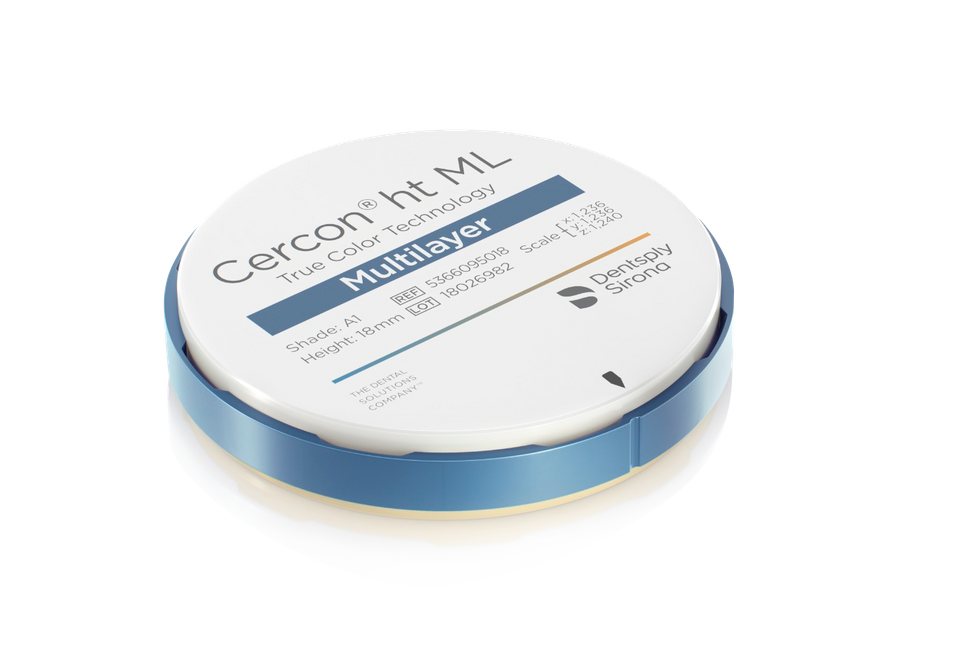 Cercon® ht ML
True Color Technology
Multilayer
Shade: A1 REF 5366095018 Scale [ x:1.236
y:1.236
Height: 18mm LOT 18026982 [ z:1.240
Dentsply
Sirona
THE DENTAL
SOLUTIONS
COMPANY™